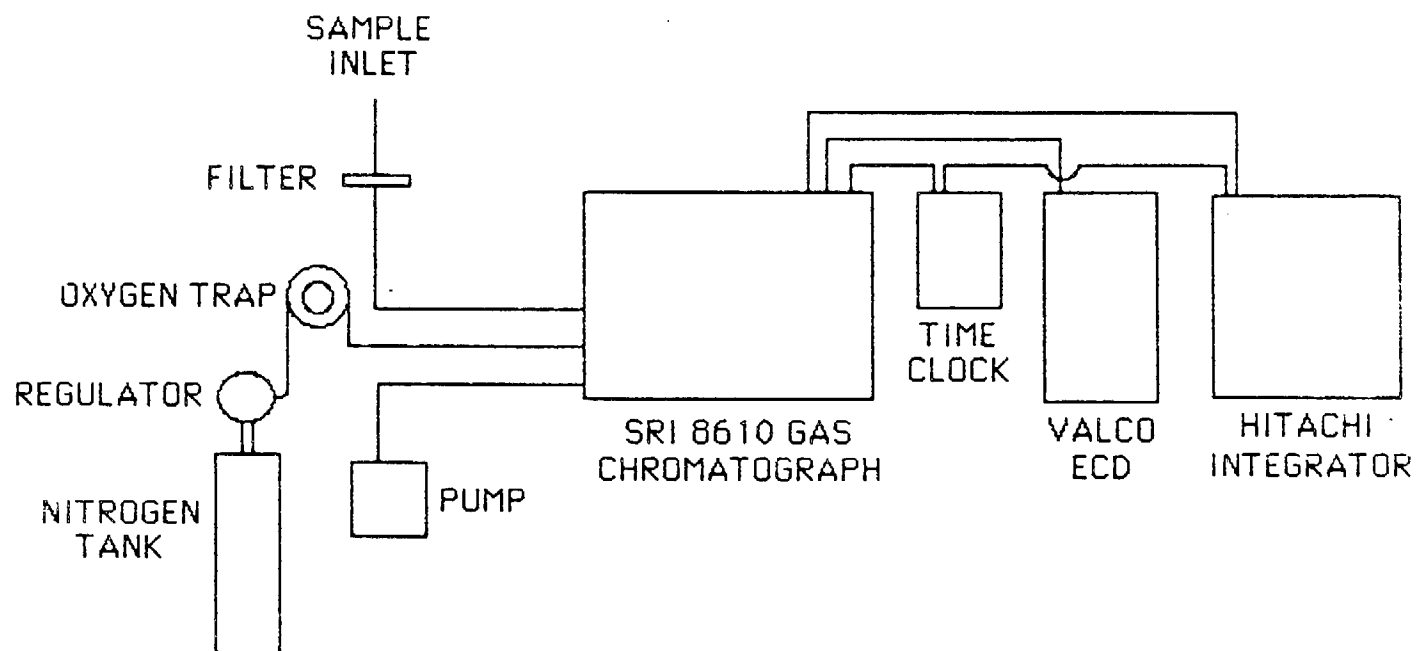 SAMPLE
INLET
FILTER
OXYGEN TRAP
REGULATOR
NITROGEN
TANK
PUMP
SRI 8610 GAS
CHROMATOGRAPH
TIME
CLOCK
VALCO
ECD
HITACHI
INTEGRATOR